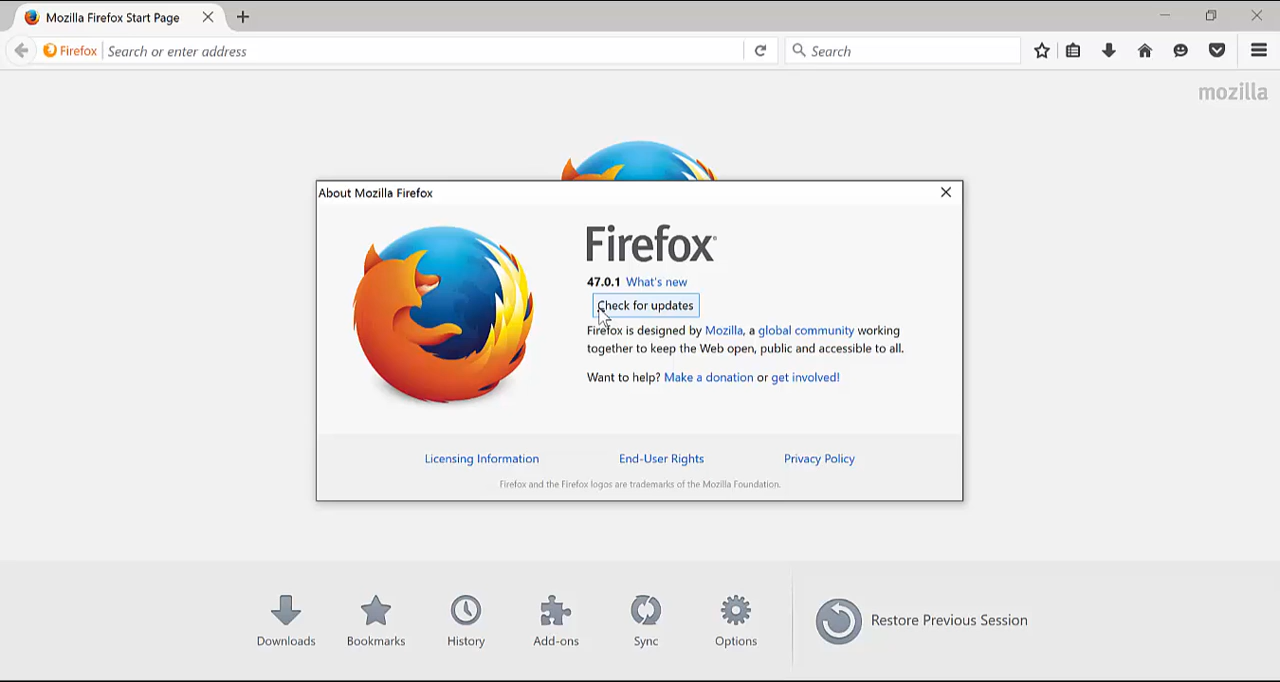 Mozilla Firefox Start Page
Firefox Search or enter address
Search
mozilla
About Mozilla Firefox
Firefox®
47.0.1 What's new
Check for updates
Firefox is designed by Mozilla, a global community working
together to keep the Web open, public and accessible to all.
Want to help? Make a donation or get involved!
Licensing Information End-User Rights Privacy Policy
Firefox and the Firefox logos are trademarks of the Mozilla Foundation.
Downloads Bookmarks History Add-ons Sync Options Restore Previous Session